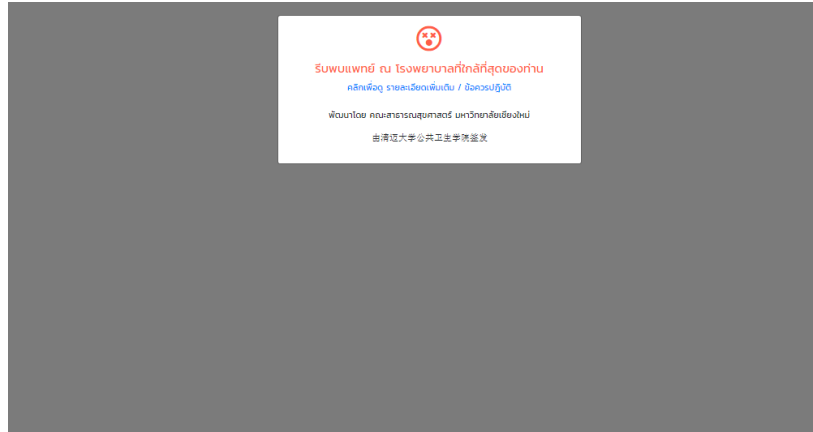 รีบพบแพทย์ ณ โรงพยาบาลที่ใกล้ที่สุดของท่าน
คลิกเพื่อดู รายละเอียดเพิ่มเติม / ข้อควรปฏิบัติ
พัฒนาโดย คณะสาธารณสุขศาสตร์ มหาวิทยาลัยเชียงใหม่
由清迈大学公共卫生学院鉴发